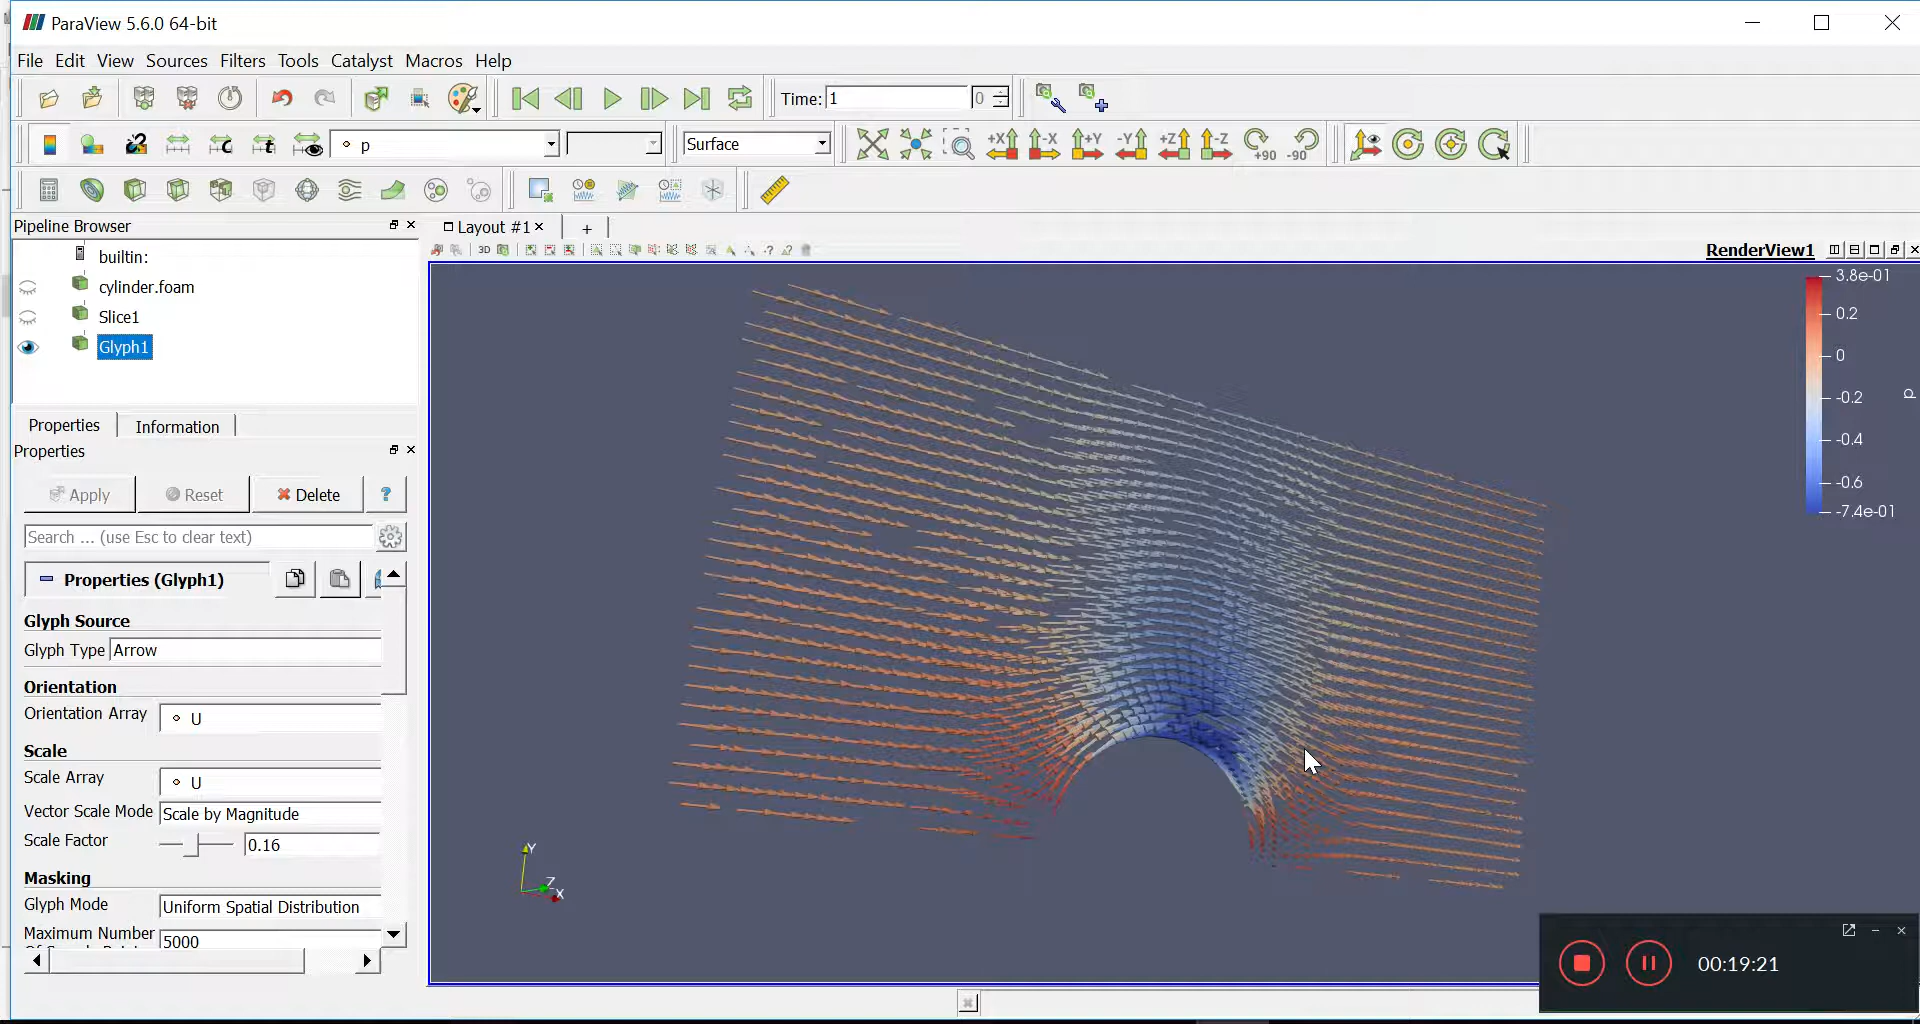 ParaView 5.6.0 64-bit
File Edit View Sources Filters Tools Catalyst Macros Help
Time: 1 0
p Surface +X -X +Y -Y +Z -Z +90 -90
Pipeline Browser
Layout #1 +
3D
RenderView1
builtin:
cylinder.foam
Slice1
Glyph1
Properties Information
Properties
Apply Reset Delete ?
Search ... (use Esc to clear text)
Properties (Glyph1)
Glyph Source
Glyph Type Arrow
Orientation
Orientation Array U
Scale
Scale Array U
Vector Scale Mode Scale by Magnitude
Scale Factor 0.16
Masking
Glyph Mode Uniform Spatial Distribution
Maximum Number 5000
3.8e-01
0.2
0
-0.2
-0.4
-0.6
-7.4e-01
p
Y
Z
X
00:19:21